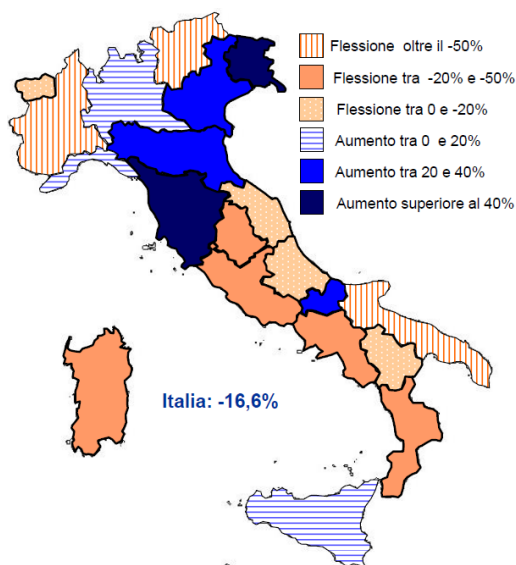 Flessione oltre il -50%
Flessione tra -20% e -50%
Flessione tra 0 e -20%
Aumento tra 0 e 20%
Aumento tra 20 e 40%
Aumento superiore al 40%
Italia: -16,6%